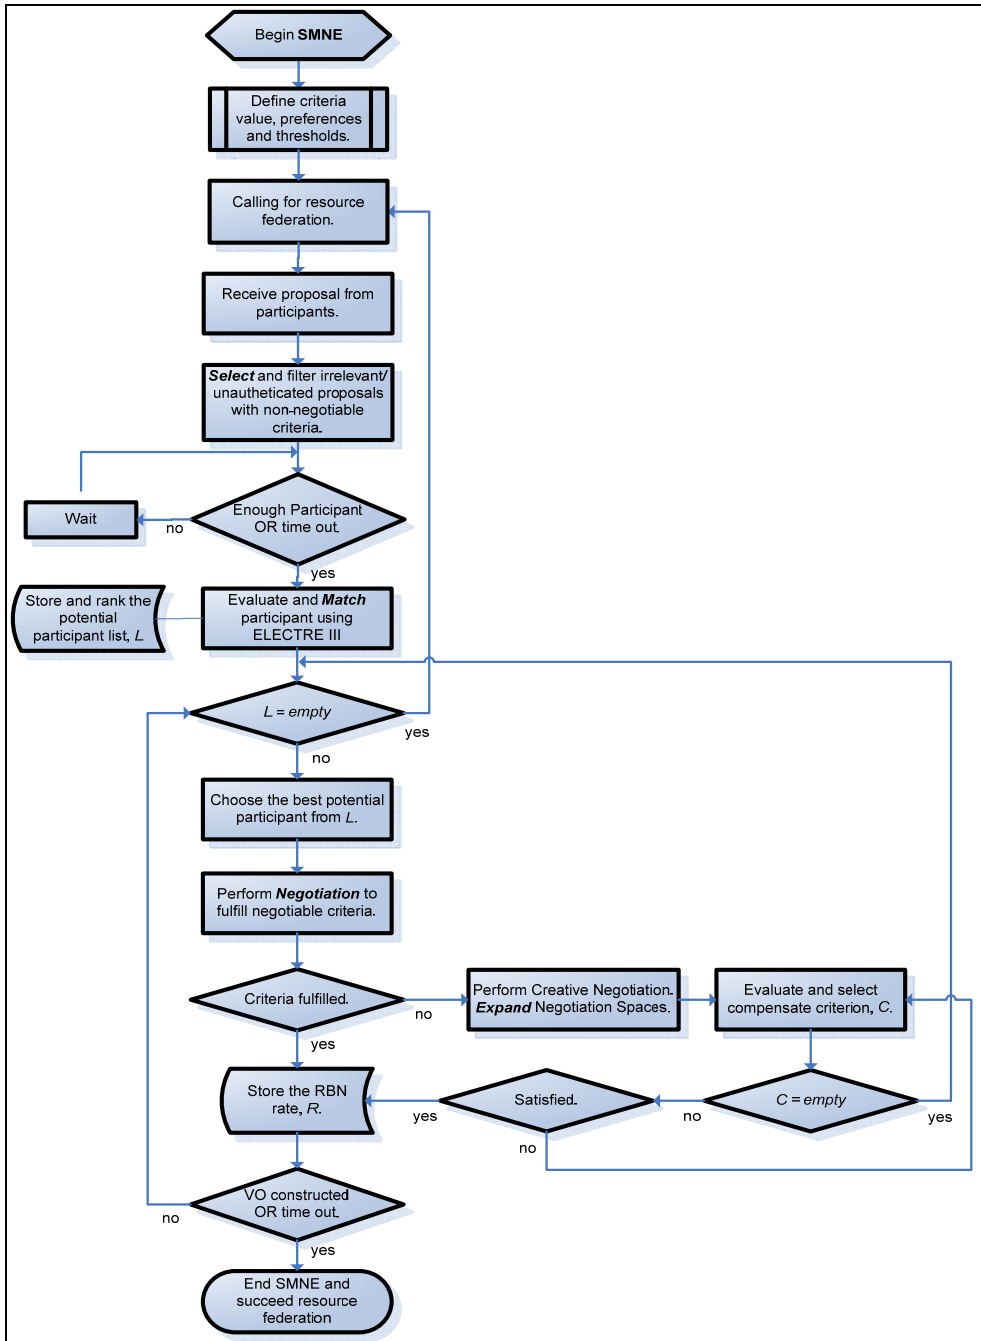 Begin SMNE
Define criteria
value, preferences
and thresholds.
Calling for resource
federation.
Receive proposal from
participants.
Select and filter irrelevant/
unautheticated proposals
with non-negotiable
criteria.
Enough Participant
OR time out.
Wait
no
yes
Store and rank the
potential
participant list, L
Evaluate and Match
participant using
ELECTRE III
L = empty
yes
no
Choose the best potential
participant from L.
Perform Negotiation to
fulfill negotiable criteria.
Criteria fulfilled.
no
yes
Perform Creative Negotiation.
Expand Negotiation Spaces.
Evaluate and select
compensate criterion, C.
C = empty
yes
no
Satisfied.
yes
no
Store the RBN
rate, R.
VO constructed
OR time out.
no
yes
End SMNE and
succeed resource
federation